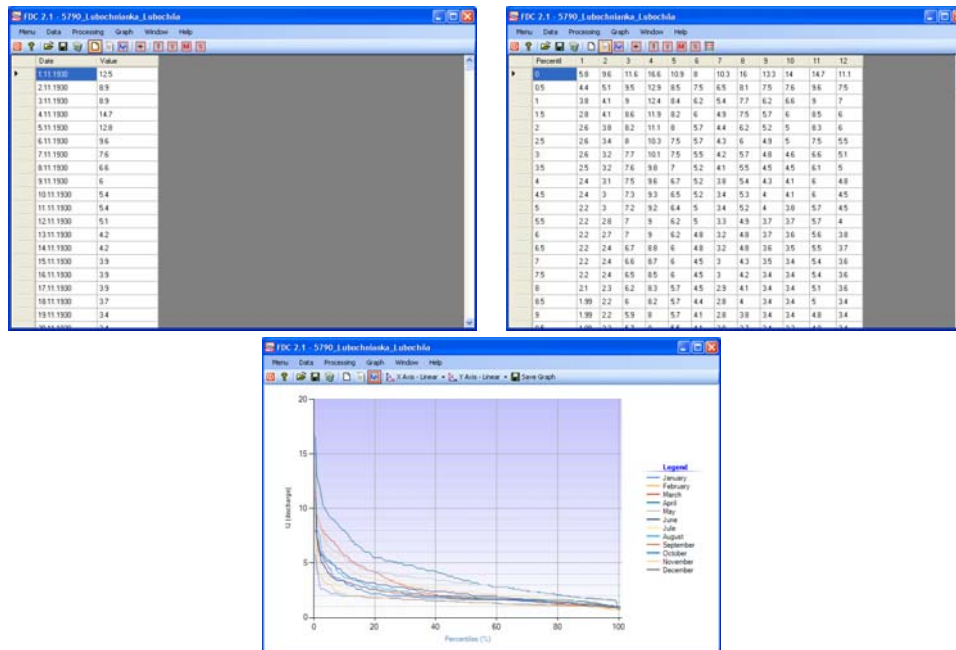 FDC 2.1 - 5790_Lubochnianka_Lubochňa
Menu Data Processing Graph Window Help
Date Value
1.11.1930 12.5
2.11.1930 8.9
3.11.1930 8.9
4.11.1930 14.7
5.11.1930 12.8
6.11.1930 9.6
7.11.1930 7.6
8.11.1930 6.6
9.11.1930 6
10.11.1930 5.4
11.11.1930 5.4
12.11.1930 5.1
13.11.1930 4.2
14.11.1930 4.2
15.11.1930 3.9
16.11.1930 3.9
17.11.1930 3.9
18.11.1930 3.7
19.11.1930 3.4
FDC 2.1 - 5790_Lubochnianka_Lubochňa
Menu Data Processing Graph Window Help
Percentil 1 2 3 4 5 6 7 8 9 10 11 12
0 5.8 9.6 11.6 16.6 10.9 8 10.3 16 13.3 14 14.7 11.1
0.5 4.4 5.1 9.5 12.9 8.5 7.5 6.5 8.1 7.5 7.6 9.6 7.5
1 3.8 4.1 9 12.4 8.4 6.2 5.4 7.7 6.2 6.6 9 7
1.5 2.8 4.1 8.6 11.9 8.2 6 4.9 7.5 5.7 6 8.5 6
2 2.6 3.8 8.2 11.1 8 5.7 4.4 6.2 5.2 5 8.3 6
2.5 2.6 3.4 8 10.3 7.5 5.7 4.3 6 4.9 5 7.5 5.5
3 2.6 3.2 7.7 10.1 7.5 5.5 4.2 5.7 4.8 4.6 6.6 5.1
3.5 2.5 3.2 7.6 9.8 7 5.2 4.1 5.5 4.5 4.5 6.1 5
4 2.4 3.1 7.5 9.6 6.7 5.2 3.8 5.4 4.3 4.1 6 4.8
4.5 2.4 3 7.3 9.3 6.5 5.2 3.4 5.3 4 4.1 6 4.5
5 2.2 3 7.2 9.2 6.4 5 3.4 5.2 4 3.8 5.7 4.5
5.5 2.2 2.8 7 9 6.2 5 3.3 4.9 3.7 3.7 5.7 4
6 2.2 2.7 7 9 6.2 4.8 3.2 4.8 3.7 3.6 5.6 3.8
6.5 2.2 2.4 6.7 8.8 6 4.8 3.2 4.8 3.6 3.5 5.5 3.7
7 2.2 2.4 6.6 8.7 6 4.5 3 4.3 3.5 3.4 5.4 3.6
7.5 2.2 2.4 6.5 8.5 6 4.5 3 4.2 3.4 3.4 5.4 3.6
8 2.1 2.3 6.2 8.3 5.7 4.5 2.9 4.1 3.4 3.4 5.1 3.6
8.5 1.99 2.2 6 8.2 5.7 4.4 2.8 4 3.4 3.4 5 3.4
9 1.99 2.2 5.9 8 5.7 4.1 2.8 3.8 3.4 3.4 4.8 3.4
FDC 2.1 - 5790_Lubochnianka_Lubochňa
Menu Data Processing Graph Window Help
X Axis - Linear Y Axis - Linear Save Graph
20
15
10
5
0
0 20 40 60 80 100
Percentiles (%)
Legend
January
February
March
April
May
June
Julie
August
September
October
November
December